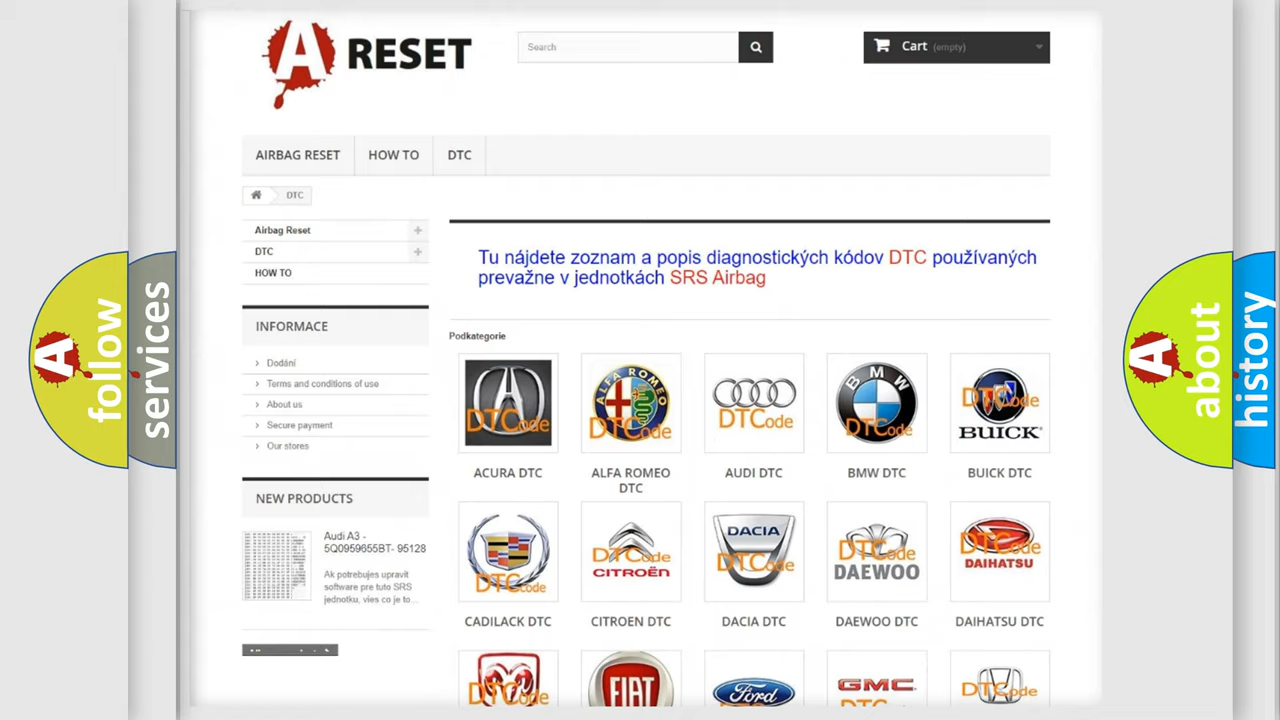 A RESET
Search
Cart (empty)
AIRBAG RESET
HOW TO
DTC
DTC
Airbag Reset
DTC
HOW TO
Tu nájdete zoznam a popis diagnostických kódov DTC používaných
prevažne v jednotkách SRS Airbag
INFORMACE
Dodání
Terms and conditions of use
About us
Secure payment
Our stores
Podkategorie
DTCode
ALFA ROMEO
DTCode
DTCode
BMW
DTCode
DTCode
BUICK
ACURA DTC
ALFA ROMEO
DTC
AUDI DTC
BMW DTC
BUICK DTC
NEW PRODUCTS
Audi A3 -
5Q0959655BT- 95128
Ak potrebujes upravit
software pre tuto SRS
jednotku, vies co je to...
DTCode
DTCode
CITROËN
DACIA
DTCode
DTCode
DAEWOO
DTCode
DAIHATSU
CADILACK DTC
CITROEN DTC
DACIA DTC
DAEWOO DTC
DAIHATSU DTC
DTCode
FIAT
Ford
GMC
DTCode
A
follow
services
A
about
history